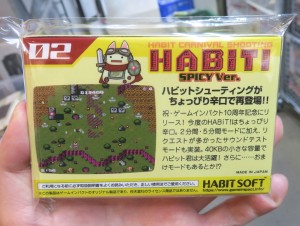 02
HABIT CARNIVAL SHOOTING
HABIT!
SPICY Ver.
ハビットシューティングが
ちょっぴり辛口で再登場!!
祝・ゲームインパクト10周年記念にリ
リース!今度のHABIT!はちょっぴり
辛口。2分間・5分間モードに加え、リ
クエストが多かったサウンドテスト
モードも実装。40KBの小さな容量で
ハビット君は大活躍!さらに……おま
けモードもあるとか!?
MADE IN JAPAN
HABIT SOFT